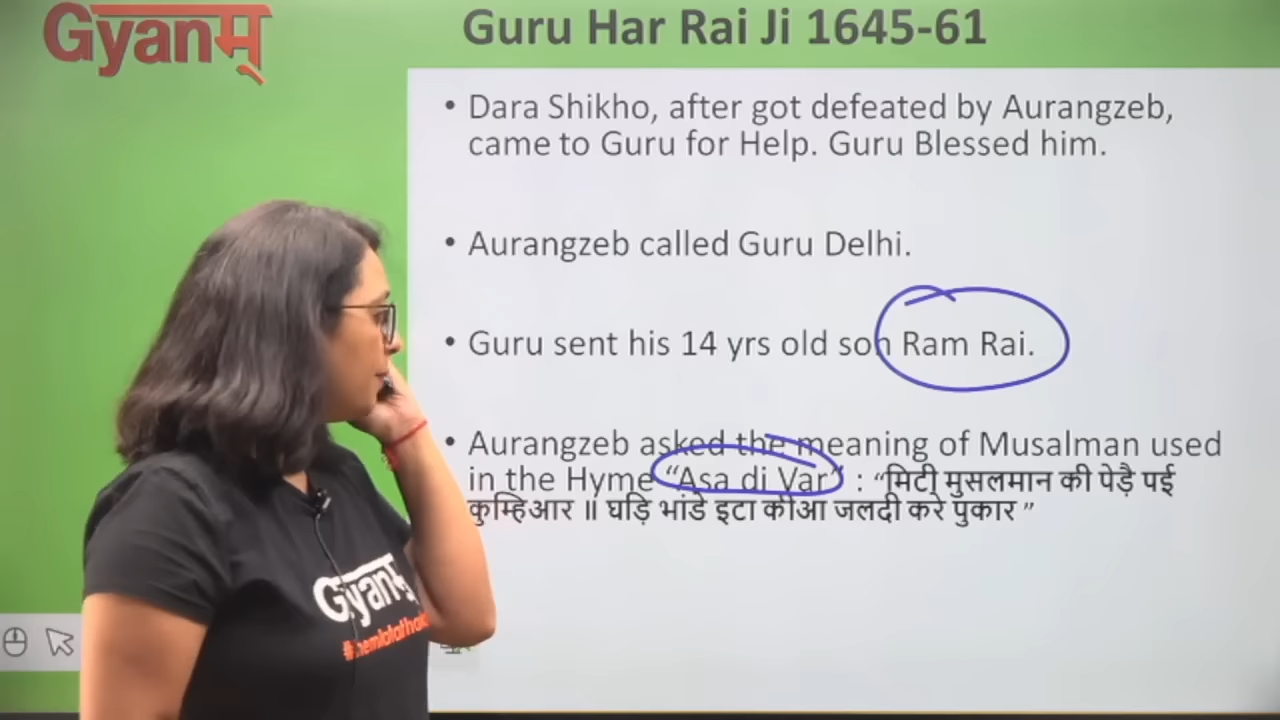 Gyanम्
Guru Har Rai Ji 1645-61
• Dara Shikho, after got defeated by Aurangzeb,
came to Guru for Help. Guru Blessed him.
• Aurangzeb called Guru Delhi.
• Guru sent his 14 yrs old son Ram Rai.
• Aurangzeb asked the meaning of Musalman used
in the Hyme “Asa di Var” : “मिटी मुसलमान की पेड़ै पई
कुम्हिआर ॥ घड़ि भांडे इटा कीआ जलदी करे पुकार ”
Gyanम्